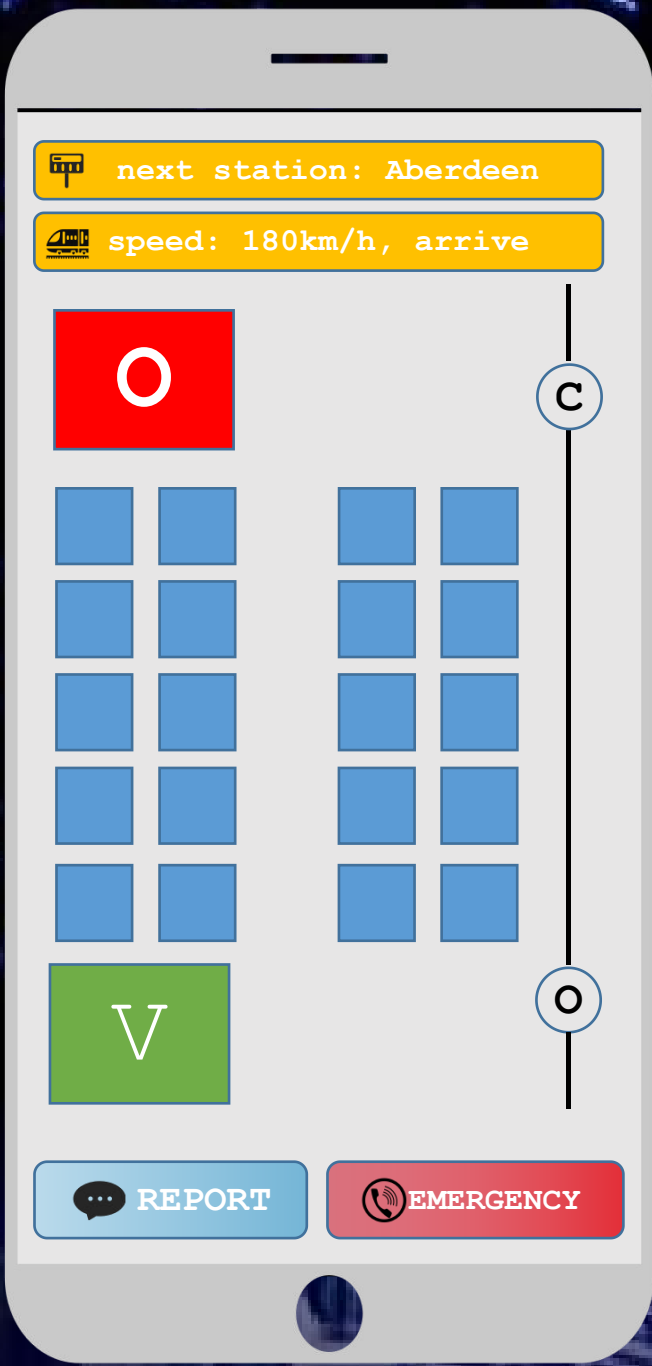 next station: Aberdeen
speed: 180km/h, arrive
O
C
V
O
REPORT
EMERGENCY